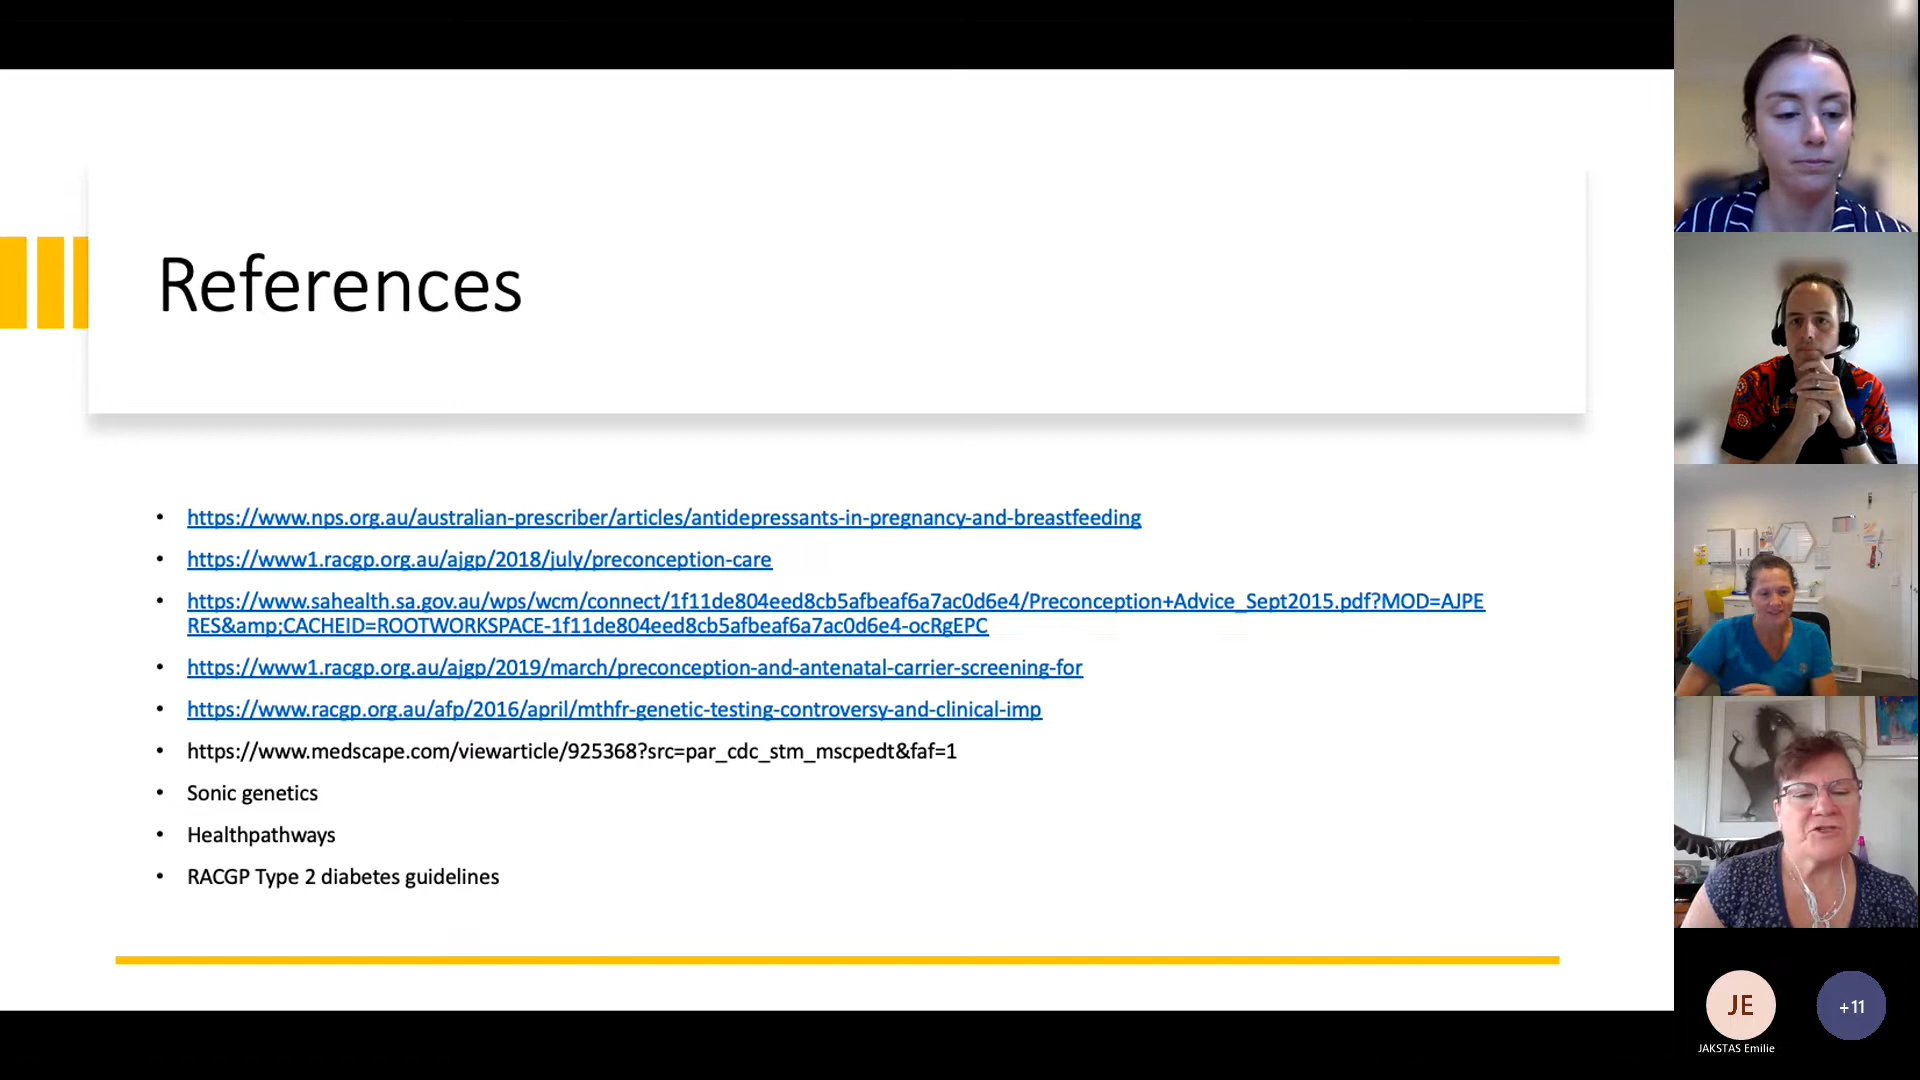 References
• https://www.nps.org.au/australian-prescriber/articles/antidepressants-in-pregnancy-and-breastfeeding
• https://www1.racgp.org.au/ajgp/2018/july/preconception-care
• https://www.sahealth.sa.gov.au/wps/wcm/connect/1f11de804eed8cb5afbeaf6a7ac0d6e4/Preconception+Advice_Sept2015.pdf?MOD=AJPE
RES&amp;CACHEID=ROOTWORKSPACE-1f11de804eed8cb5afbeaf6a7ac0d6e4-ocRgEPC
• https://www1.racgp.org.au/ajgp/2019/march/preconception-and-antenatal-carrier-screening-for
• https://www.racgp.org.au/afp/2016/april/mthfr-genetic-testing-controversy-and-clinical-imp
• https://www.medscape.com/viewarticle/925368?src=par_cdc_stm_mscpedt&faf=1
• Sonic genetics
• Healthpathways
• RACGP Type 2 diabetes guidelines
JE
+11
JAKSTAS Emilie